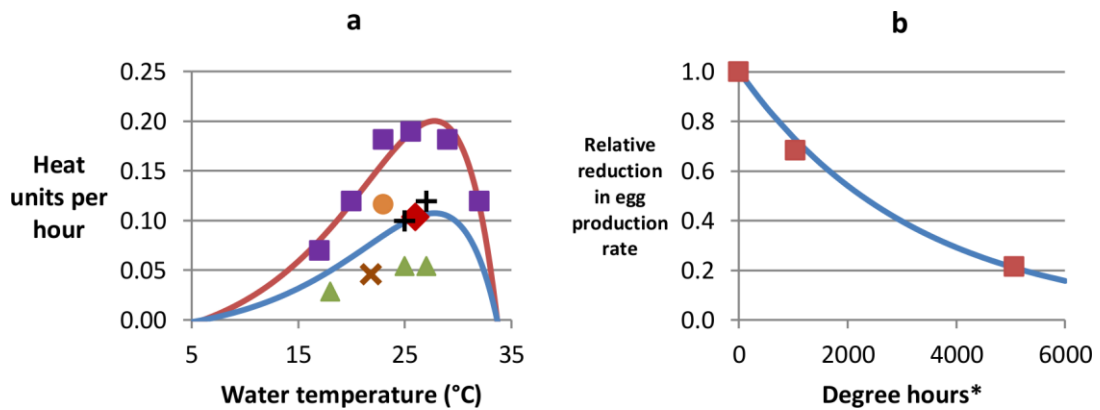 a
0.25
0.20
0.15
0.10
0.05
0.00
Heat
units per
hour
5
15
25
35
Water temperature (°C)
b
1.0
0.8
0.6
0.4
0.2
0.0
Relative
reduction
in egg
production
rate
0
2000
4000
6000
Degree hours*